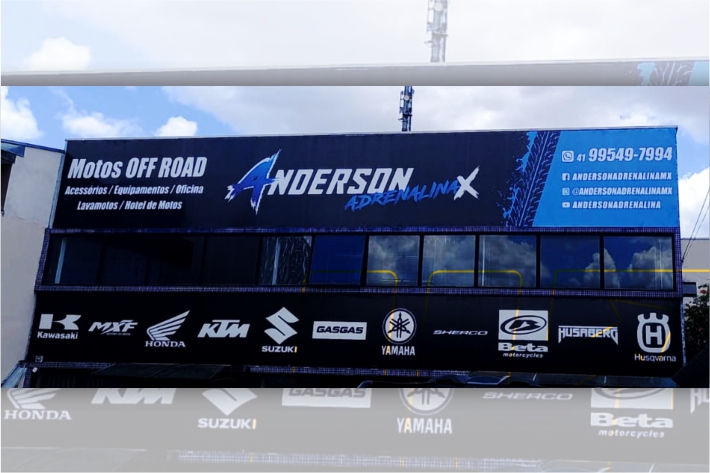 Motos OFF ROAD
Acessórios / Equipamentos / Oficina
Lavamotos / Hotel de Motos
ANDERSON
ADRENALINA X
41 99549-7994
ANDERSONADRENALINAMX
@ANDERSONADRENALINAMX
ANDERSONADRENALINA
Kawasaki
MXF
HONDA
KTM
SUZUKI
GASGAS
YAMAHA
SHERCO
Beta
motorcycles
HUSABERG
H
Husqvarna
HONDA
KTM
SUZUKI
GASGAS
YAMAHA
SHERCO
Beta
motorcycles